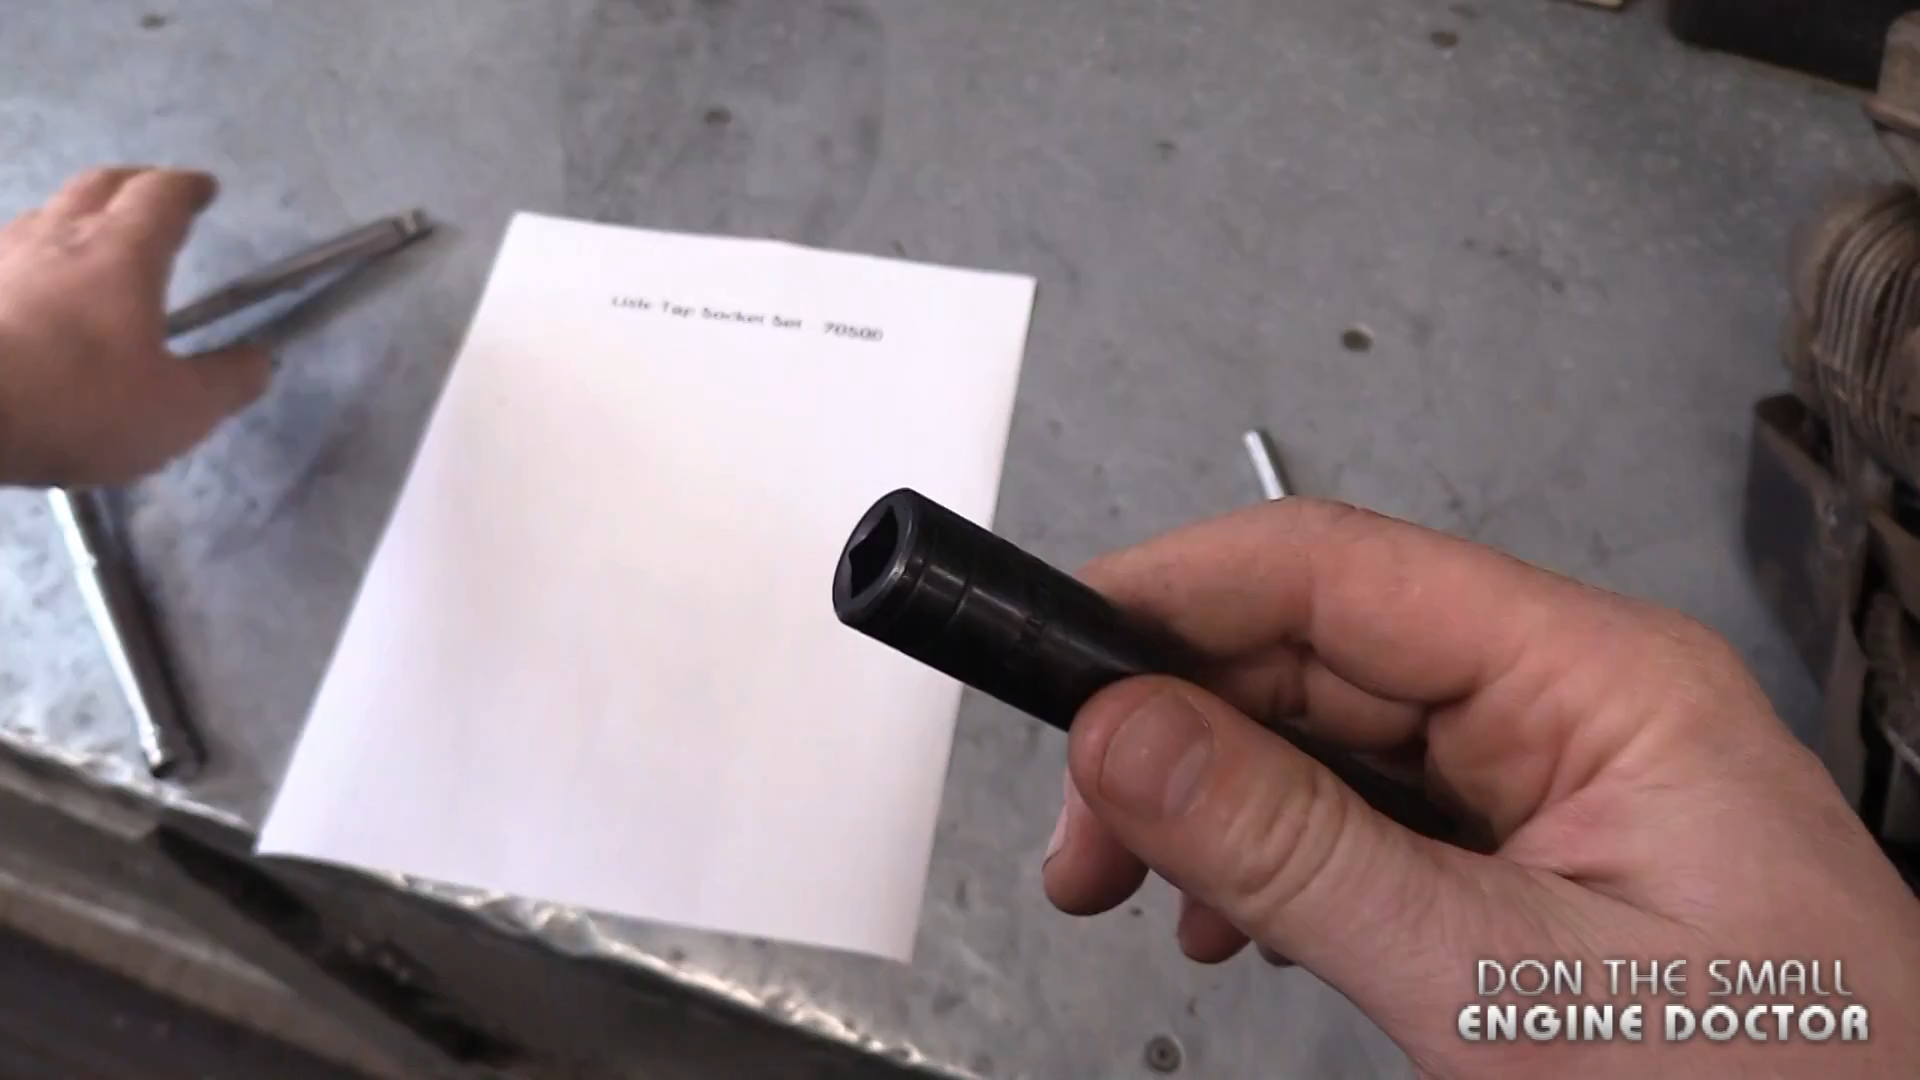 Lisle Tap Socket Set - 70500
DON THE SMALL
ENGINE DOCTOR